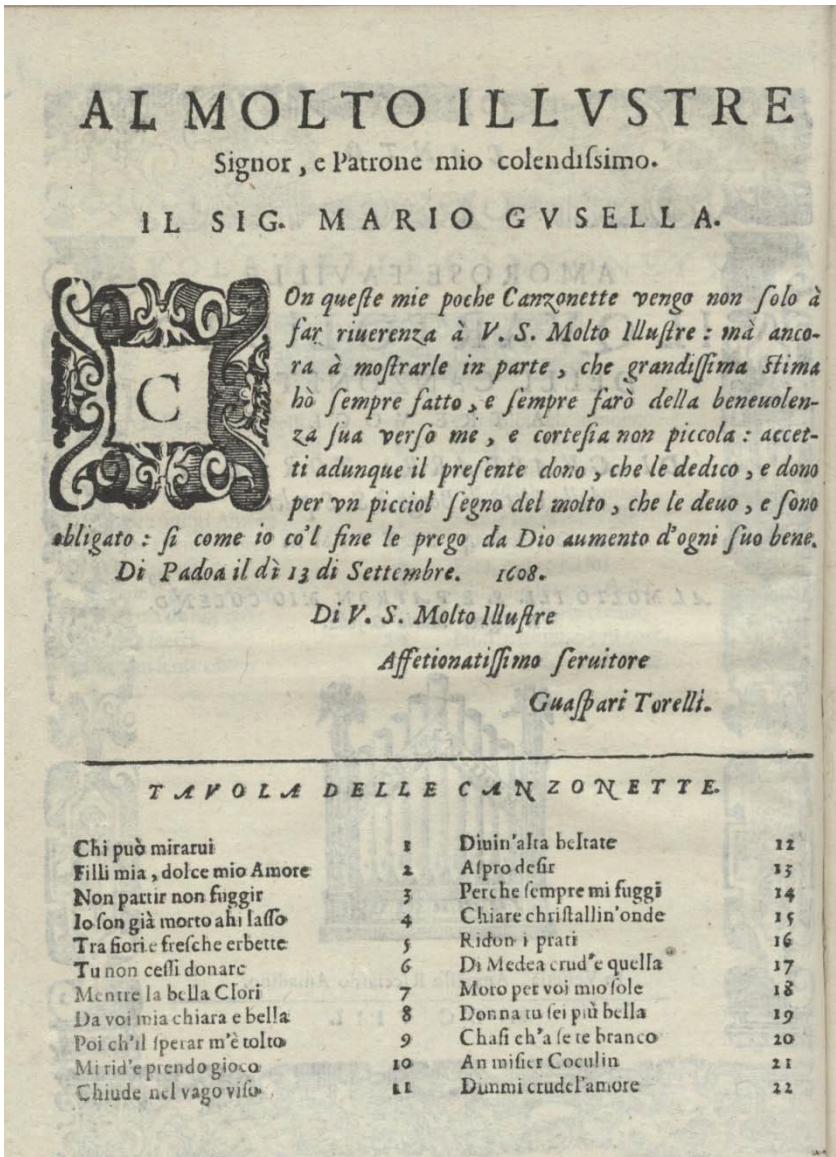 AL MOLTO ILLVSTRE
Signor, e Patrone mio colendiſsimo.
IL SIG. MARIO GVSELLA.
COn queſte mie poche Canzonette vengo non ſolo à
far riuerenza à V. S. Molto Illuſtre : mà anco-
ra à moſtrarle in parte, che grandiſſima ſtima
hò ſempre fatto, e ſempre farò della beneuolen-
za ſua verſo me, e corteſia non piccola : accet-
ti adunque il preſente dono, che le dedico, e dono
per vn picciol ſegno del molto, che le deuo, e ſono
obligato : ſi come io co'l fine le prego da Dio aumento d'ogni ſuo bene.
Di Padoa il dì 13 di Settembre. 1608.
Di V. S. Molto Illuſtre
Affetionatiſſimo ſeruitore
Guaſpari Torelli.
TAVOLA DELLE CANZONETTE.
Chi può mirarui 1
Filli mia, dolce mio Amore 2
Non partir non fuggir 3
Io ſon già morto ahi laſſo 4
Tra fiori e freſche erbette 5
Tu non ceſſi donare 6
Mentre la bella Clori 7
Da voi mia chiara e bella 8
Poi ch'il ſperar m'è tolto 9
Mi rid'e prendo gioco 10
Chiude nel vago viſo 11
Diuin'alta beltate 12
Aſpro deſir 13
Perche ſempre mi fuggi 14
Chiare chriſtallin'onde 15
Ridon i prati 16
Di Medea crud'e quella 17
Moro per voi mio ſole 18
Donna tu ſei più bella 19
Chaſi ch'a ſe te branco 20
An miſier Coculin 21
Dimmi crudel'amore 22